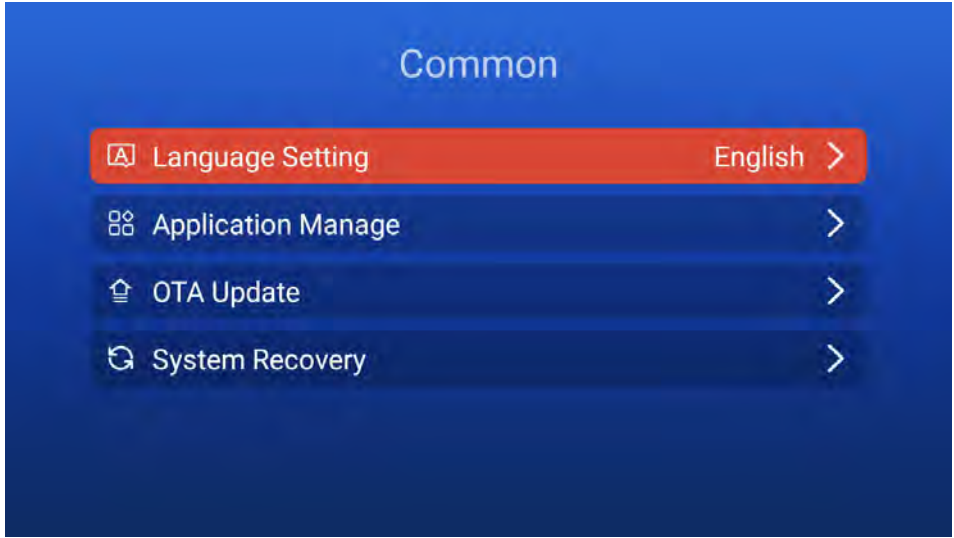 Common
Language Setting English
Application Manage
OTA Update
System Recovery